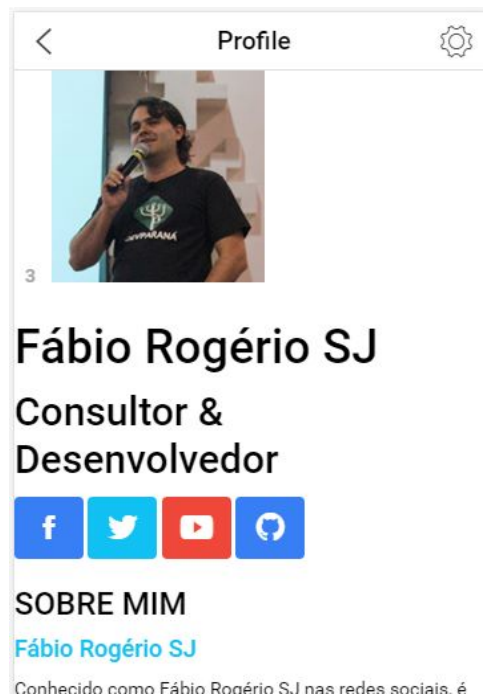 Profile
DEVPARANÁ
3
Fábio Rogério SJ
Consultor &
Desenvolvedor
SOBRE MIM
Fábio Rogério SJ
Conhecido como Fábio Rogério SJ nas redes sociais, é